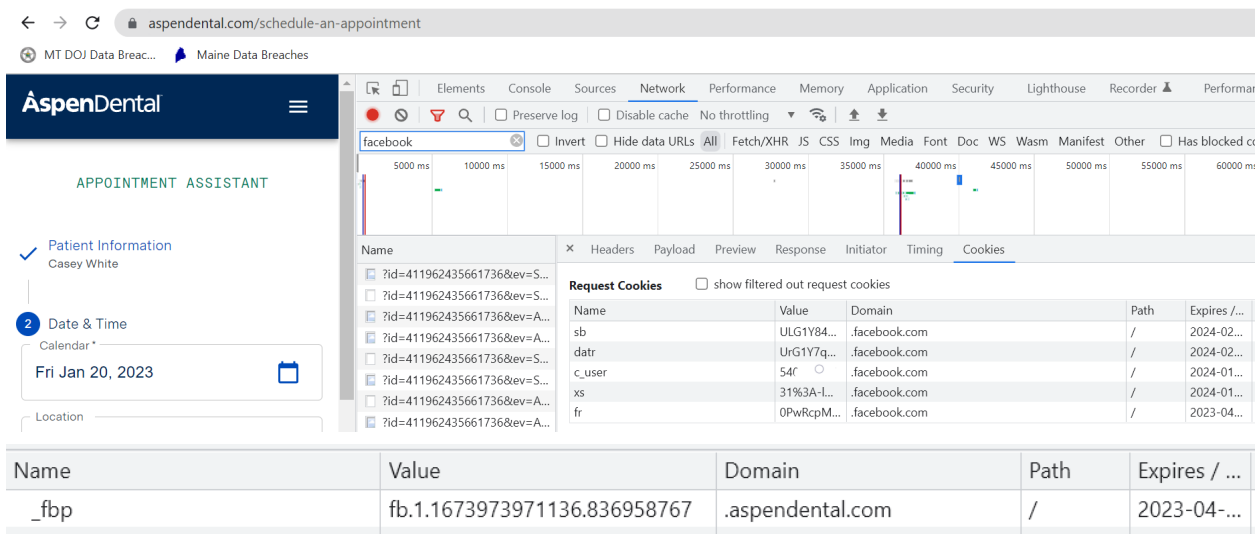 aspendental.com/schedule-an-appointment
MT DOJ Data Breac... Maine Data Breaches
AspenDental
Elements Console Sources Network Performance Memory Application Security Lighthouse Recorder Performar
Preserve log Disable cache No throttling
facebook Invert Hide data URLs All Fetch/XHR JS CSS Img Media Font Doc WS Wasm Manifest Other Has blocked co
5000 ms 10000 ms 15000 ms 20000 ms 25000 ms 30000 ms 35000 ms 40000 ms 45000 ms 50000 ms 55000 ms 60000 ms
APPOINTMENT ASSISTANT
Patient Information
Casey White
2 Date & Time
Calendar *
Fri Jan 20, 2023
Location
Name
?id=411962435661736&ev=S...
?id=411962435661736&ev=S...
?id=411962435661736&ev=A...
?id=411962435661736&ev=A...
?id=411962435661736&ev=S...
?id=411962435661736&ev=S...
?id=411962435661736&ev=A...
?id=411962435661736&ev=A...
× Headers Payload Preview Response Initiator Timing Cookies
Request Cookies show filtered out request cookies
Name Value Domain Path Expires /...
sb ULG1Y84... .facebook.com / 2024-02...
datr UrG1Y7q... .facebook.com / 2024-02...
c_user 540 .facebook.com / 2024-01...
xs 31%3A-l... .facebook.com / 2024-01...
fr 0PwRcpM... .facebook.com / 2023-04...
Name Value Domain Path Expires / ...
_fbp fb.1.1673973971136.836958767 .aspendental.com / 2023-04-...